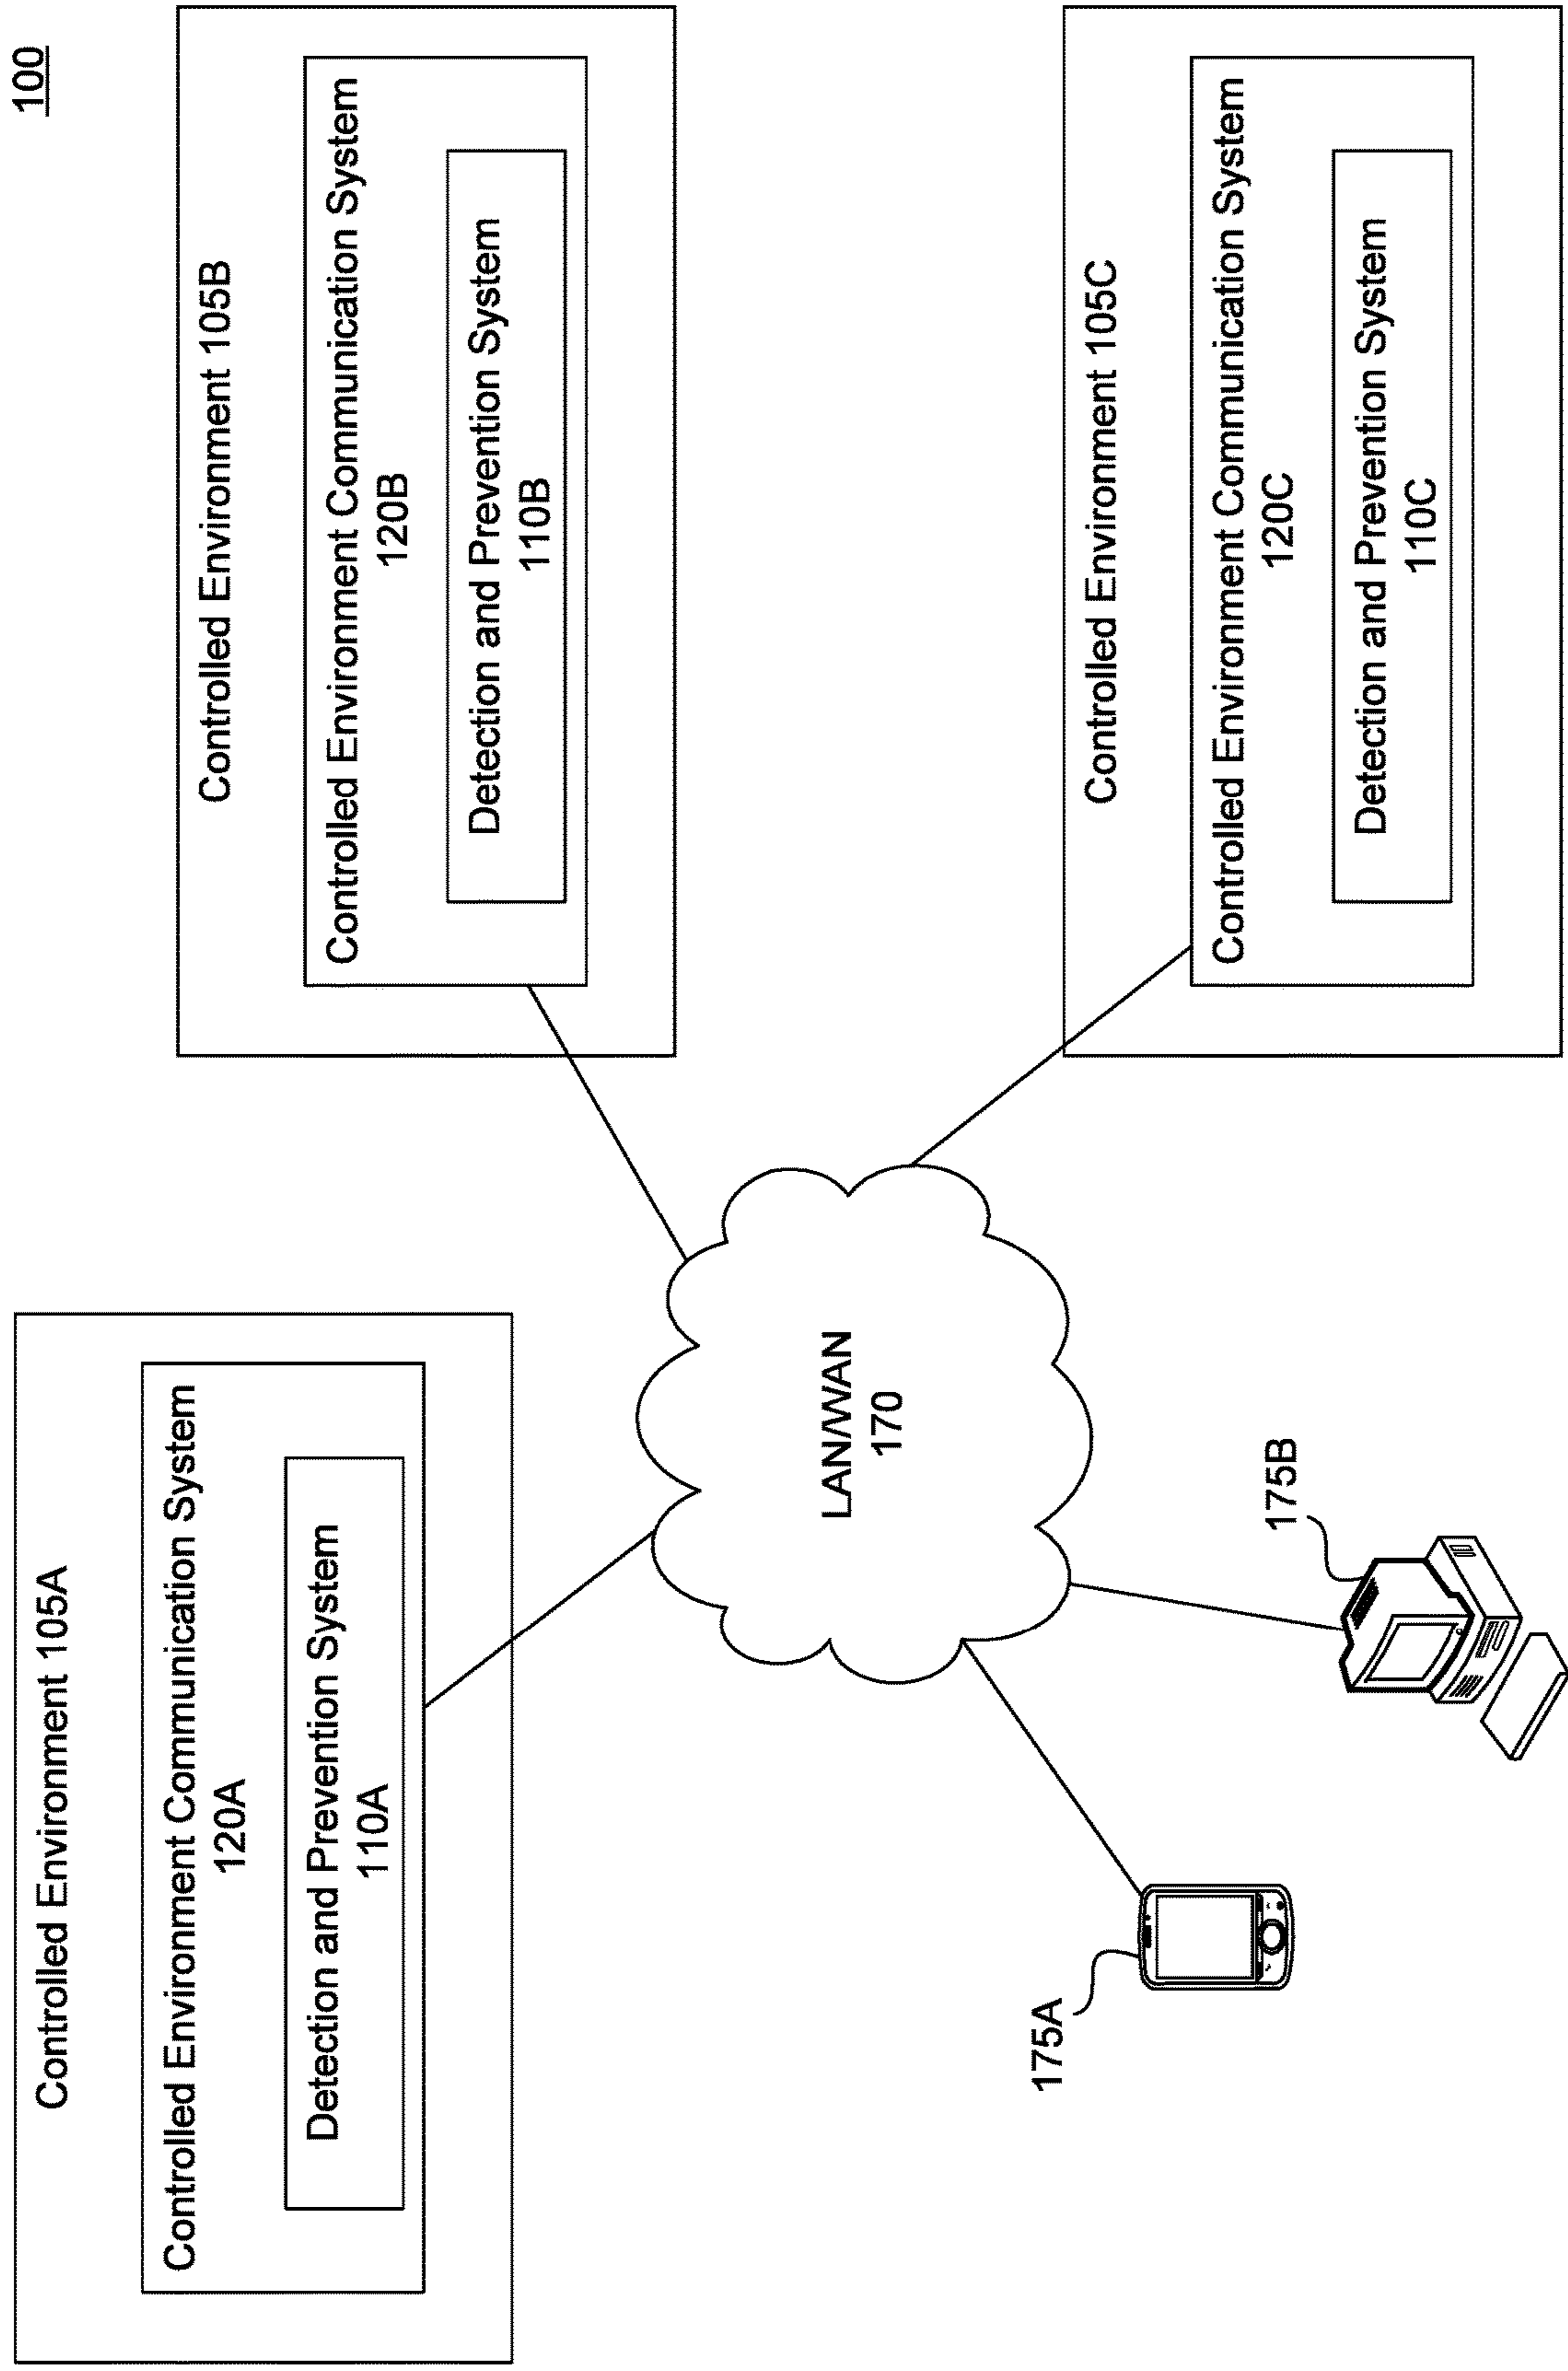 100
Controlled Environment 105A
Controlled Environment Communication System
120A
Detection and Prevention System
110A
Controlled Environment 105B
Controlled Environment Communication System
120B
Detection and Prevention System
110B
LAN/WAN
170
175A
175B
Controlled Environment 105C
Controlled Environment Communication System
120C
Detection and Prevention System
110C